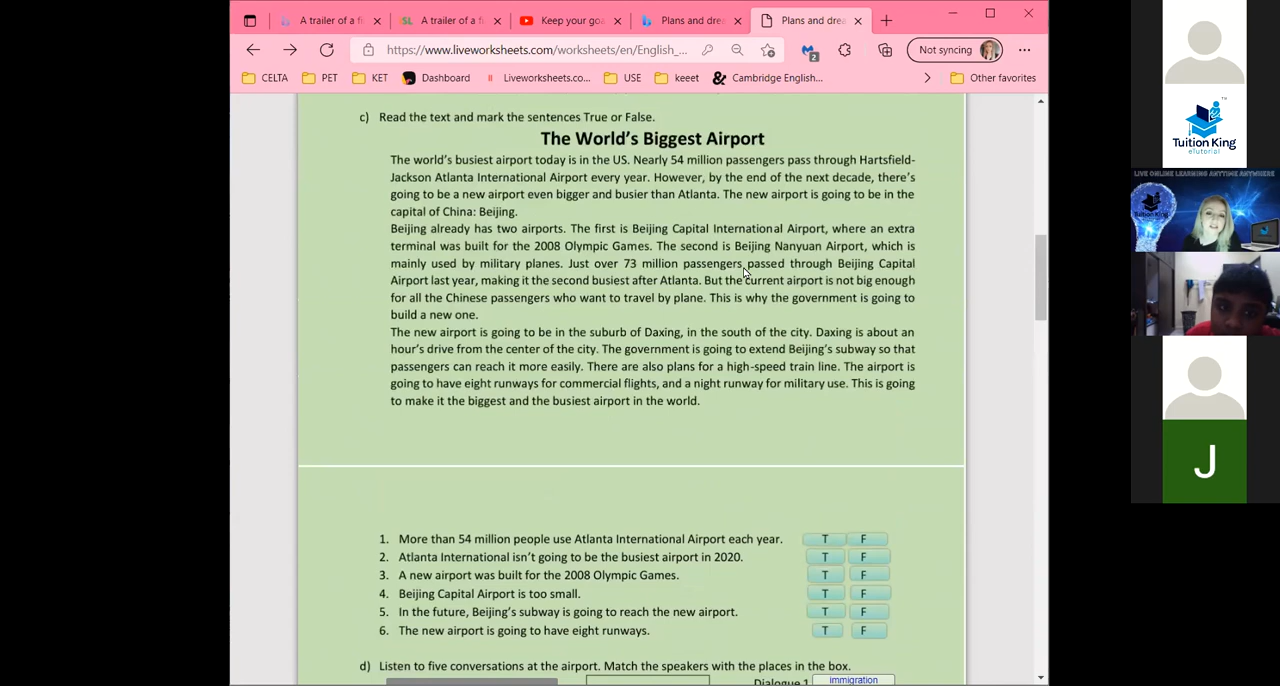 A trailer of a fi
A trailer of a f
Keep your goa
Plans and dre
Plans and drea
https://www.liveworksheets.com/worksheets/en/English_...
2
Not syncing
CELTA
PET
KET
Dashboard
Liveworksheets.co...
USE
keeet
Cambridge English...
Other favorites
c) Read the text and mark the sentences True or False.
The World's Biggest Airport
The world's busiest airport today is in the US. Nearly 54 million passengers pass through Hartsfield-
Jackson Atlanta International Airport every year. However, by the end of the next decade, there's
going to be a new airport even bigger and busier than Atlanta. The new airport is going to be in the
capital of China: Beijing.
Beijing already has two airports. The first is Beijing Capital International Airport, where an extra
terminal was built for the 2008 Olympic Games. The second is Beijing Nanyuan Airport, which is
mainly used by military planes. Just over 73 million passengers passed through Beijing Capital
Airport last year, making it the second busiest after Atlanta. But the current airport is not big enough
for all the Chinese passengers who want to travel by plane. This is why the government is going to
build a new one.
The new airport is going to be in the suburb of Daxing, in the south of the city. Daxing is about an
hour's drive from the center of the city. The government is going to extend Beijing's subway so that
passengers can reach it more easily. There are also plans for a high-speed train line. The airport is
going to have eight runways for commercial flights, and a night runway for military use. This is going
to make it the biggest and the busiest airport in the world.
1. More than 54 million people use Atlanta International Airport each year. T F
2. Atlanta International isn't going to be the busiest airport in 2020. T F
3. A new airport was built for the 2008 Olympic Games. T F
4. Beijing Capital Airport is too small. T F
5. In the future, Beijing's subway is going to reach the new airport. T F
6. The new airport is going to have eight runways. T F
d) Listen to five conversations at the airport. Match the speakers with the places in the box.
Dialogue 1 immigration
TM
Tuition King
eTutorial
LIVE ONLINE LEARNING ANYTIME ANYWHERE
Tuition King
J